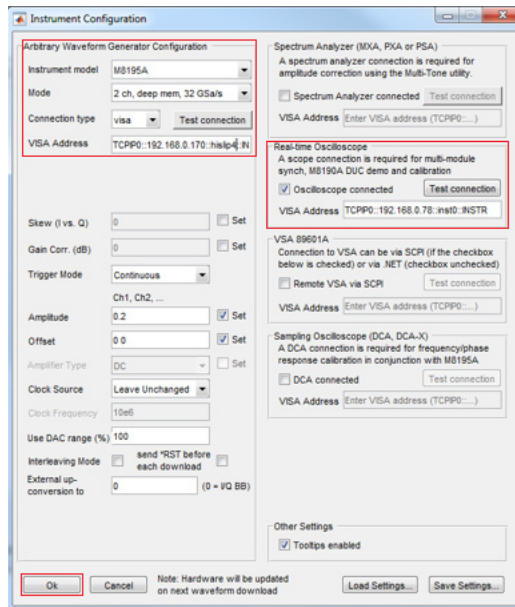 Instrument Configuration
Arbitrary Waveform
Generator Configuration
Instrument model
M8195A
Mode
2 ch, deep mem, 32 GSa/s
Connection type
visa
Test connection
VISA Address
TCPIP0::192.168.0.170::hislip4::IN
Skew (I vs. Q)
0
Set
Gain Corr. (dB)
0
Set
Trigger Mode
Continuous
Ch1, Ch2, ...
Amplitude
0.2
Set
Offset
0 0
Set
Amplifier Type
DC
Set
Clock Source
Leave Unchanged
Clock Frequency
10e6
Use DAC range (%)
100
Interleaving Mode
send *RST before
each download
External up-
conversion to
0
(0 = I/Q BB)
Spectrum Analyzer (MXA, PXA or PSA)
A spectrum analyzer connection is required for
amplitude correction using the Multi-Tone utility.
Spectrum Analyzer connected
Test connection
VISA Address
Enter VISA address (TCPIP0::...)
Real-time Oscilloscope
A scope connection is required for multi-module
synch, M8190A DUC demo and calibration
Oscilloscope connected
Test connection
VISA Address
TCPIP0::192.168.0.78::inst0::INSTR
VSA 89601A
Connection to VSA can be via SCPI (if the checkbox
below is checked) or via .NET (checkbox unchecked)
Remote VSA via SCPI
Test connection
VISA Address
Enter VISA address (TCPIP0::...)
Sampling Oscilloscope (DCA, DCA-X)
A DCA connection is required for frequency/phase
response calibration in conjunction with M8195A
DCA connected
Test connection
VISA Address
Enter VISA address (TCPIP0::...)
Other Settings
Tooltips enabled
Ok
Cancel
Note: Hardware will be updated
on next waveform download
Load Settings...
Save Settings...